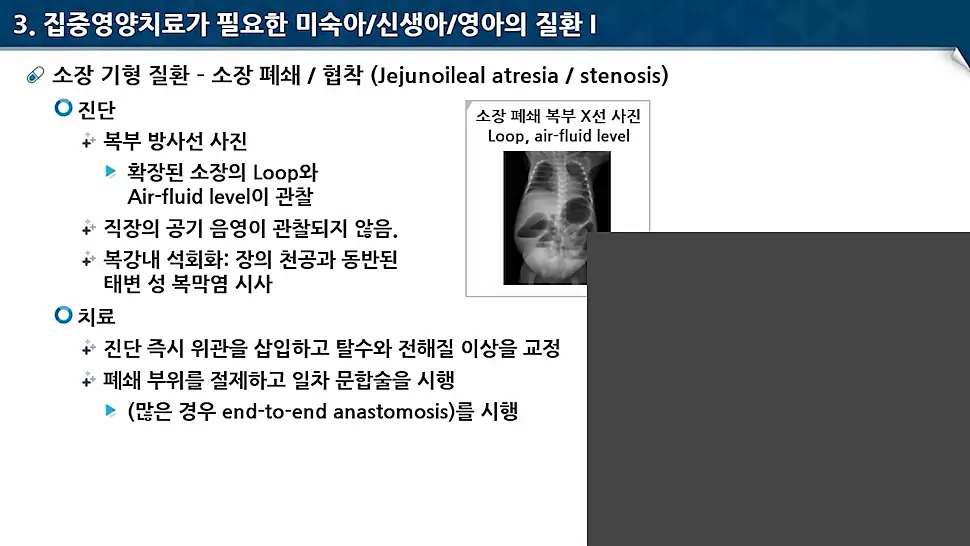 3. 집중영양치료가 필요한 미숙아/신생아/영아의 질환 I
소장 기형 질환 - 소장 폐쇄 / 협착 (Jejunoileal atresia / stenosis)
진단
복부 방사선 사진
확장된 소장의 Loop와
Air-fluid level이 관찰
직장의 공기 음영이 관찰되지 않음.
복강내 석회화: 장의 천공과 동반된
태변 성 복막염 시사
소장 폐쇄 복부 X선 사진
Loop, air-fluid level
치료
진단 즉시 위관을 삽입하고 탈수와 전해질 이상을 교정
폐쇄 부위를 절제하고 일차 문합술을 시행
(많은 경우 end-to-end anastomosis)를 시행